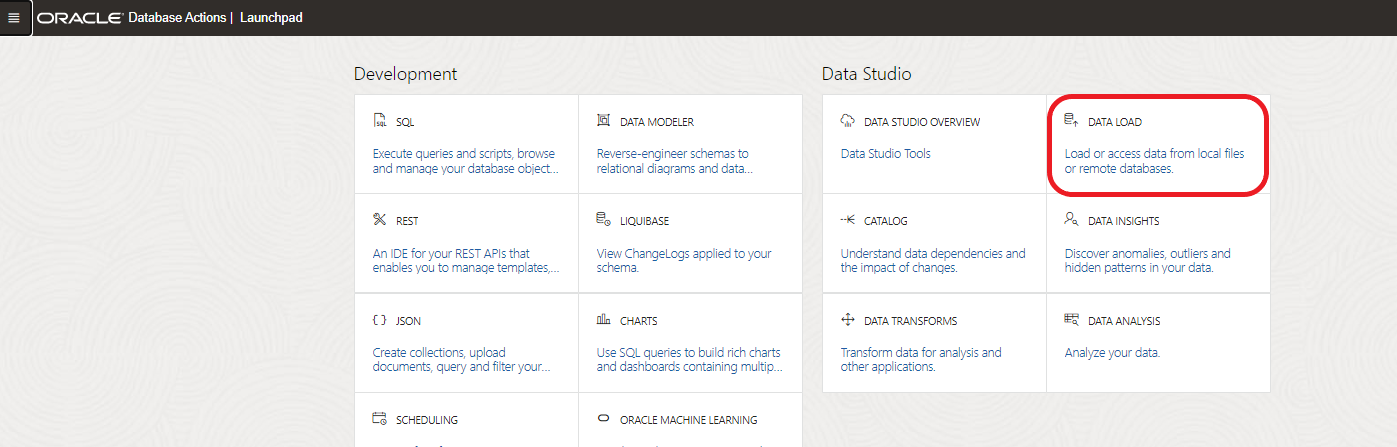 ORACLE® Database Actions | Launchpad
Development
SQL
Execute queries and scripts, browse
and manage your database object...
DATA MODELER
Reverse-engineer schemas to
relational diagrams and data...
REST
An IDE for your REST APIs that
enables you to manage templates,...
LIQUIBASE
View ChangeLogs applied to your
schema.
{ } JSON
Create collections, upload
documents, query and filter your...
CHARTS
Use SQL queries to build rich charts
and dashboards containing multip...
SCHEDULING
ORACLE MACHINE LEARNING
Data Studio
DATA STUDIO OVERVIEW
Data Studio Tools
DATA LOAD
Load or access data from local files
or remote databases.
CATALOG
Understand data dependencies and
the impact of changes.
DATA INSIGHTS
Discover anomalies, outliers and
hidden patterns in your data.
DATA TRANSFORMS
Transform data for analysis and
other applications.
DATA ANALYSIS
Analyze your data.